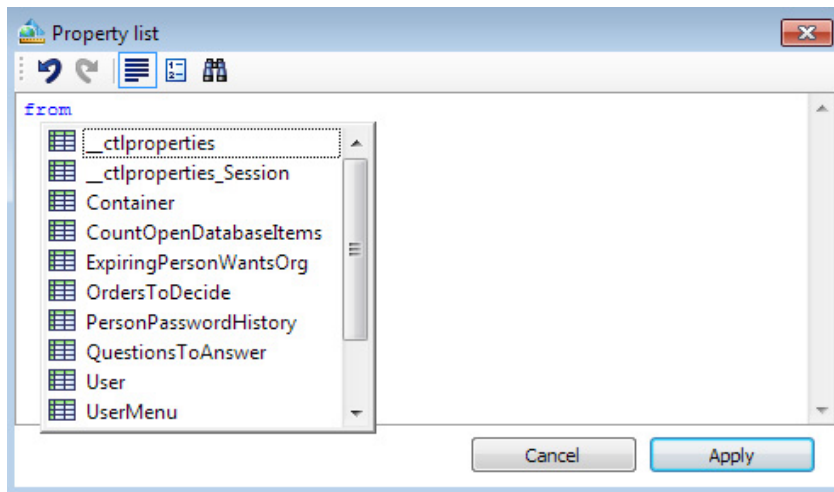 Property list
from
__ctlproperties
__ctlproperties_Session
Container
CountOpenDatabaseItems
ExpiringPersonWantsOrg
OrdersToDecide
PersonPasswordHistory
QuestionsToAnswer
User
UserMenu
Cancel Apply